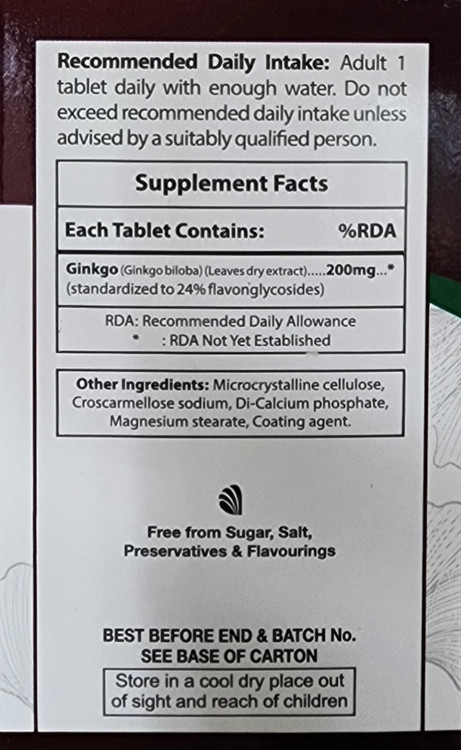 Recommended Daily Intake: Adult 1
tablet daily with enough water. Do not
exceed recommended daily intake unless
advised by a suitably qualified person.
Supplement Facts
Each Tablet Contains: %RDA
Ginkgo (Ginkgo biloba) (Leaves dry extract).....200mg...*
(standardized to 24% flavon glycosides)
RDA: Recommended Daily Allowance
* : RDA Not Yet Established
Other Ingredients: Microcrystalline cellulose,
Croscarmellose sodium, Di-Calcium phosphate,
Magnesium stearate, Coating agent.
Free from Sugar, Salt,
Preservatives & Flavourings
BEST BEFORE END & BATCH No.
SEE BASE OF CARTON
Store in a cool dry place out
of sight and reach of children